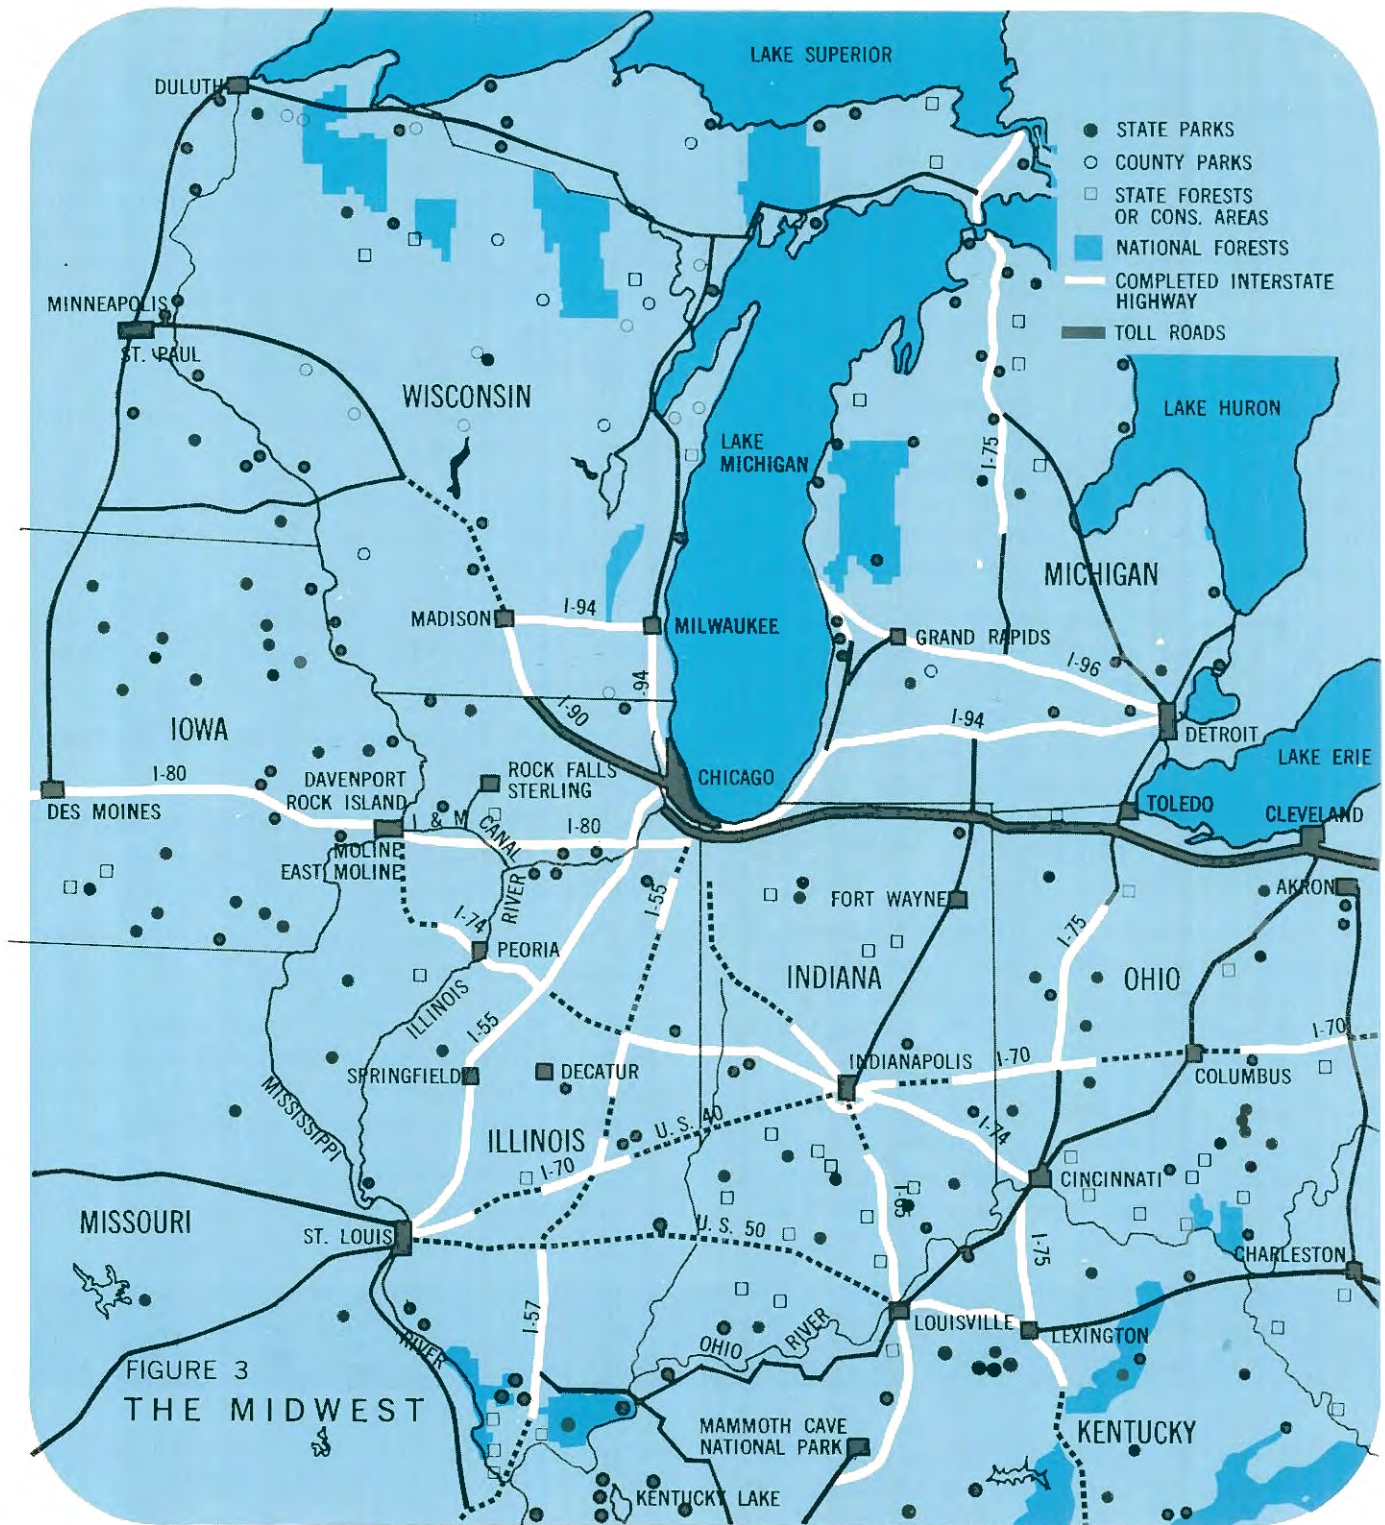 LAKE SUPERIOR
DULUTH
STATE PARKS
COUNTY PARKS
STATE FORESTS
OR CONS. AREAS
NATIONAL FORESTS
COMPLETED INTERSTATE
HIGHWAY
TOLL ROADS
MINNEAPOLIS
ST. PAUL
WISCONSIN
LAKE HURON
LAKE
MICHIGAN
I-75
MICHIGAN
MADISON
I-94
MILWAUKEE
GRAND RAPIDS
I-96
I-94
I-90
I-94
IOWA
DETROIT
LAKE ERIE
I-80
DES MOINES
DAVENPORT
ROCK ISLAND
ROCK FALLS
STERLING
CHICAGO
TOLEDO
CLEVELAND
I & M
CANAL
I-80
MOLINE
EAST MOLINE
RIVER
I-55
FORT WAYNE
AKRON
I-74
PEORIA
I-75
INDIANA
OHIO
ILLINOIS
I-55
I-70
INDIANAPOLIS
I-70
SPRINGFIELD
DECATUR
COLUMBUS
MISSISSIPPI
U.S. 40
I-74
ILLINOIS
I-70
CINCINNATI
I-65
MISSOURI
ST. LOUIS
U.S. 50
I-75
CHARLESTON
I-57
LOUISVILLE
LEXINGTON
RIVER
OHIO
RIVER
FIGURE 3
THE MIDWEST
MAMMOTH CAVE
NATIONAL PARK
KENTUCKY
KENTUCKY LAKE